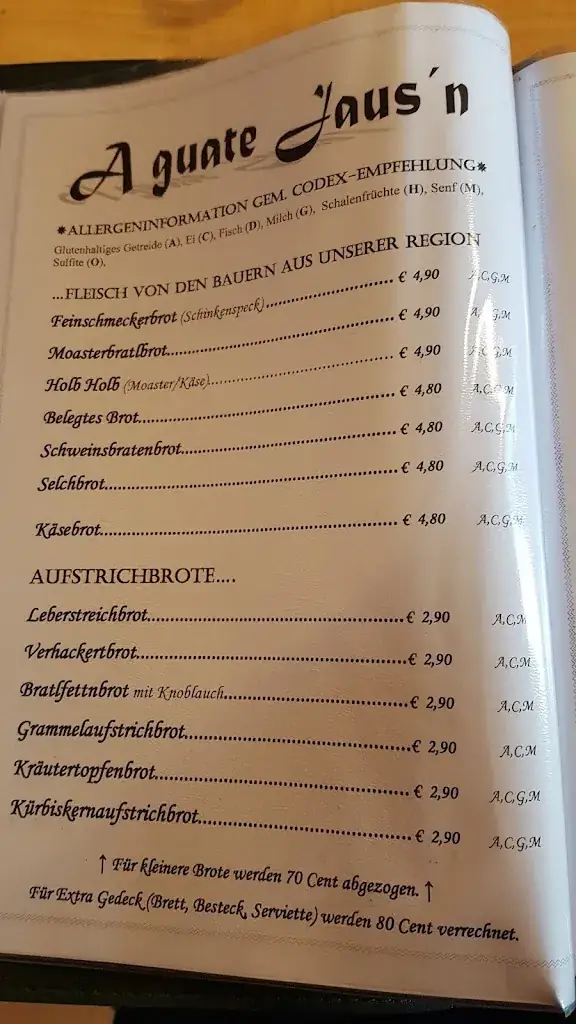 A guate Jaus´n
*ALLERGENINFORMATION GEM. CODEX-EMPFEHLUNG*
Glutenhaltiges Getreide (A), Ei (C), Fisch (D), Milch (G), Schalenfrüchte (H), Senf (M),
Sulfite (O),
...FLEISCH VON DEN BAUERN AUS UNSERER REGION
Feinschmeckerbrot (Schinkenspeck)........ € 4,90 A,C,G,M
Moasterbratlbrot........ € 4,90 A,C,G,M
Holb Holb (Moaster/Käse)........ € 4,90 A,C,G,M
Belegtes Brot........ € 4,80 A,C,G,M
Schweinsbratenbrot........ € 4,80 A,C,G,M
Selchbrot........ € 4,80 A,C,G,M
Käsebrot........ € 4,80 A,C,G,M
AUFSTRICHBROTE....
Leberstreichbrot........ € 2,90 A,C,M
Verhackertbrot........ € 2,90 A,C,M
Bratlfettnbrot mit Knoblauch........ € 2,90 A,C,M
Grammelaufstrichbrot........ € 2,90 A,C,M
Kräutertopfenbrot........ € 2,90 A,C,G,M
Kürbiskernaufstrichbrot........ € 2,90 A,C,G,M
↑ Für kleinere Brote werden 70 Cent abgezogen. ↑
Für Extra Gedeck (Brett, Besteck, Serviette) werden 80 Cent verrechnet.